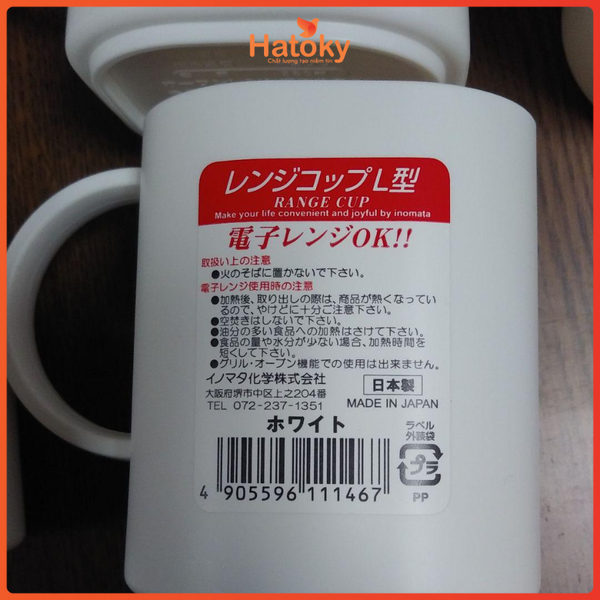 Hatoky
Chất lượng tạo niềm tin
レンジコップL型
RANGE CUP
Make your life convenient and joyful by inomata
電子レンジOK!!
取扱い上の注意
●火のそばに置かないで下さい。
電子レンジ使用時の注意
●加熱後、取り出しの際は、商品が熱くなってい
るので、やけどに十分ご注意下さい。
●空焚きはしないで下さい。
●油分の多い食品への加熱はさけて下さい。
●食品の量や水分が少ない場合、加熱時間を
短くして下さい。
●グリル・オーブン機能での使用は出来ません。
イノマタ化学株式会社
大阪府堺市中区上之204番
TEL 072-237-1351
日本製
MADE IN JAPAN
ホワイト
ラベル
外装袋
プラ
PP
4 905596 111467